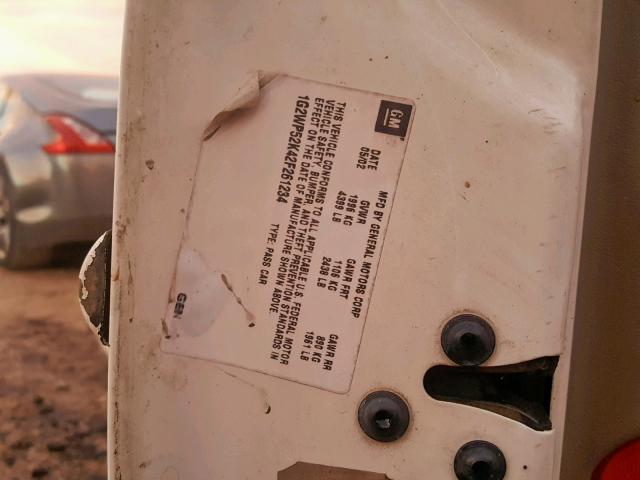 GM
MFD BY GENERAL MOTORS CORP
DATE GVWR GAWR FRT GAWR RR
05/02 1996 KG 1106 KG 890 KG
4399 LB 2438 LB 1961 LB
THIS VEHICLE CONFORMS TO ALL APPLICABLE U.S. FEDERAL MOTOR
VEHICLE SAFETY, BUMPER, AND THEFT PREVENTION STANDARDS IN
EFFECT ON THE DATE OF MANUFACTURE SHOWN ABOVE.
1G2WP52K42F261234 TYPE: PASS CAR